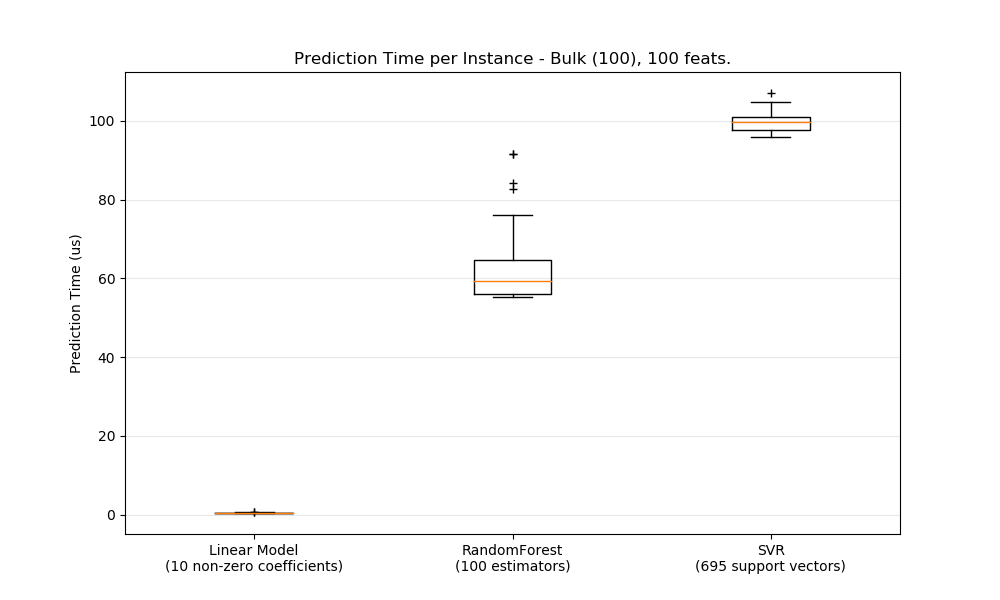 Prediction Time per Instance - Bulk (100), 100 feats.
Prediction Time (us)
100
80
60
40
20
0
Linear Model
(10 non-zero coefficients)
RandomForest
(100 estimators)
SVR
(695 support vectors)